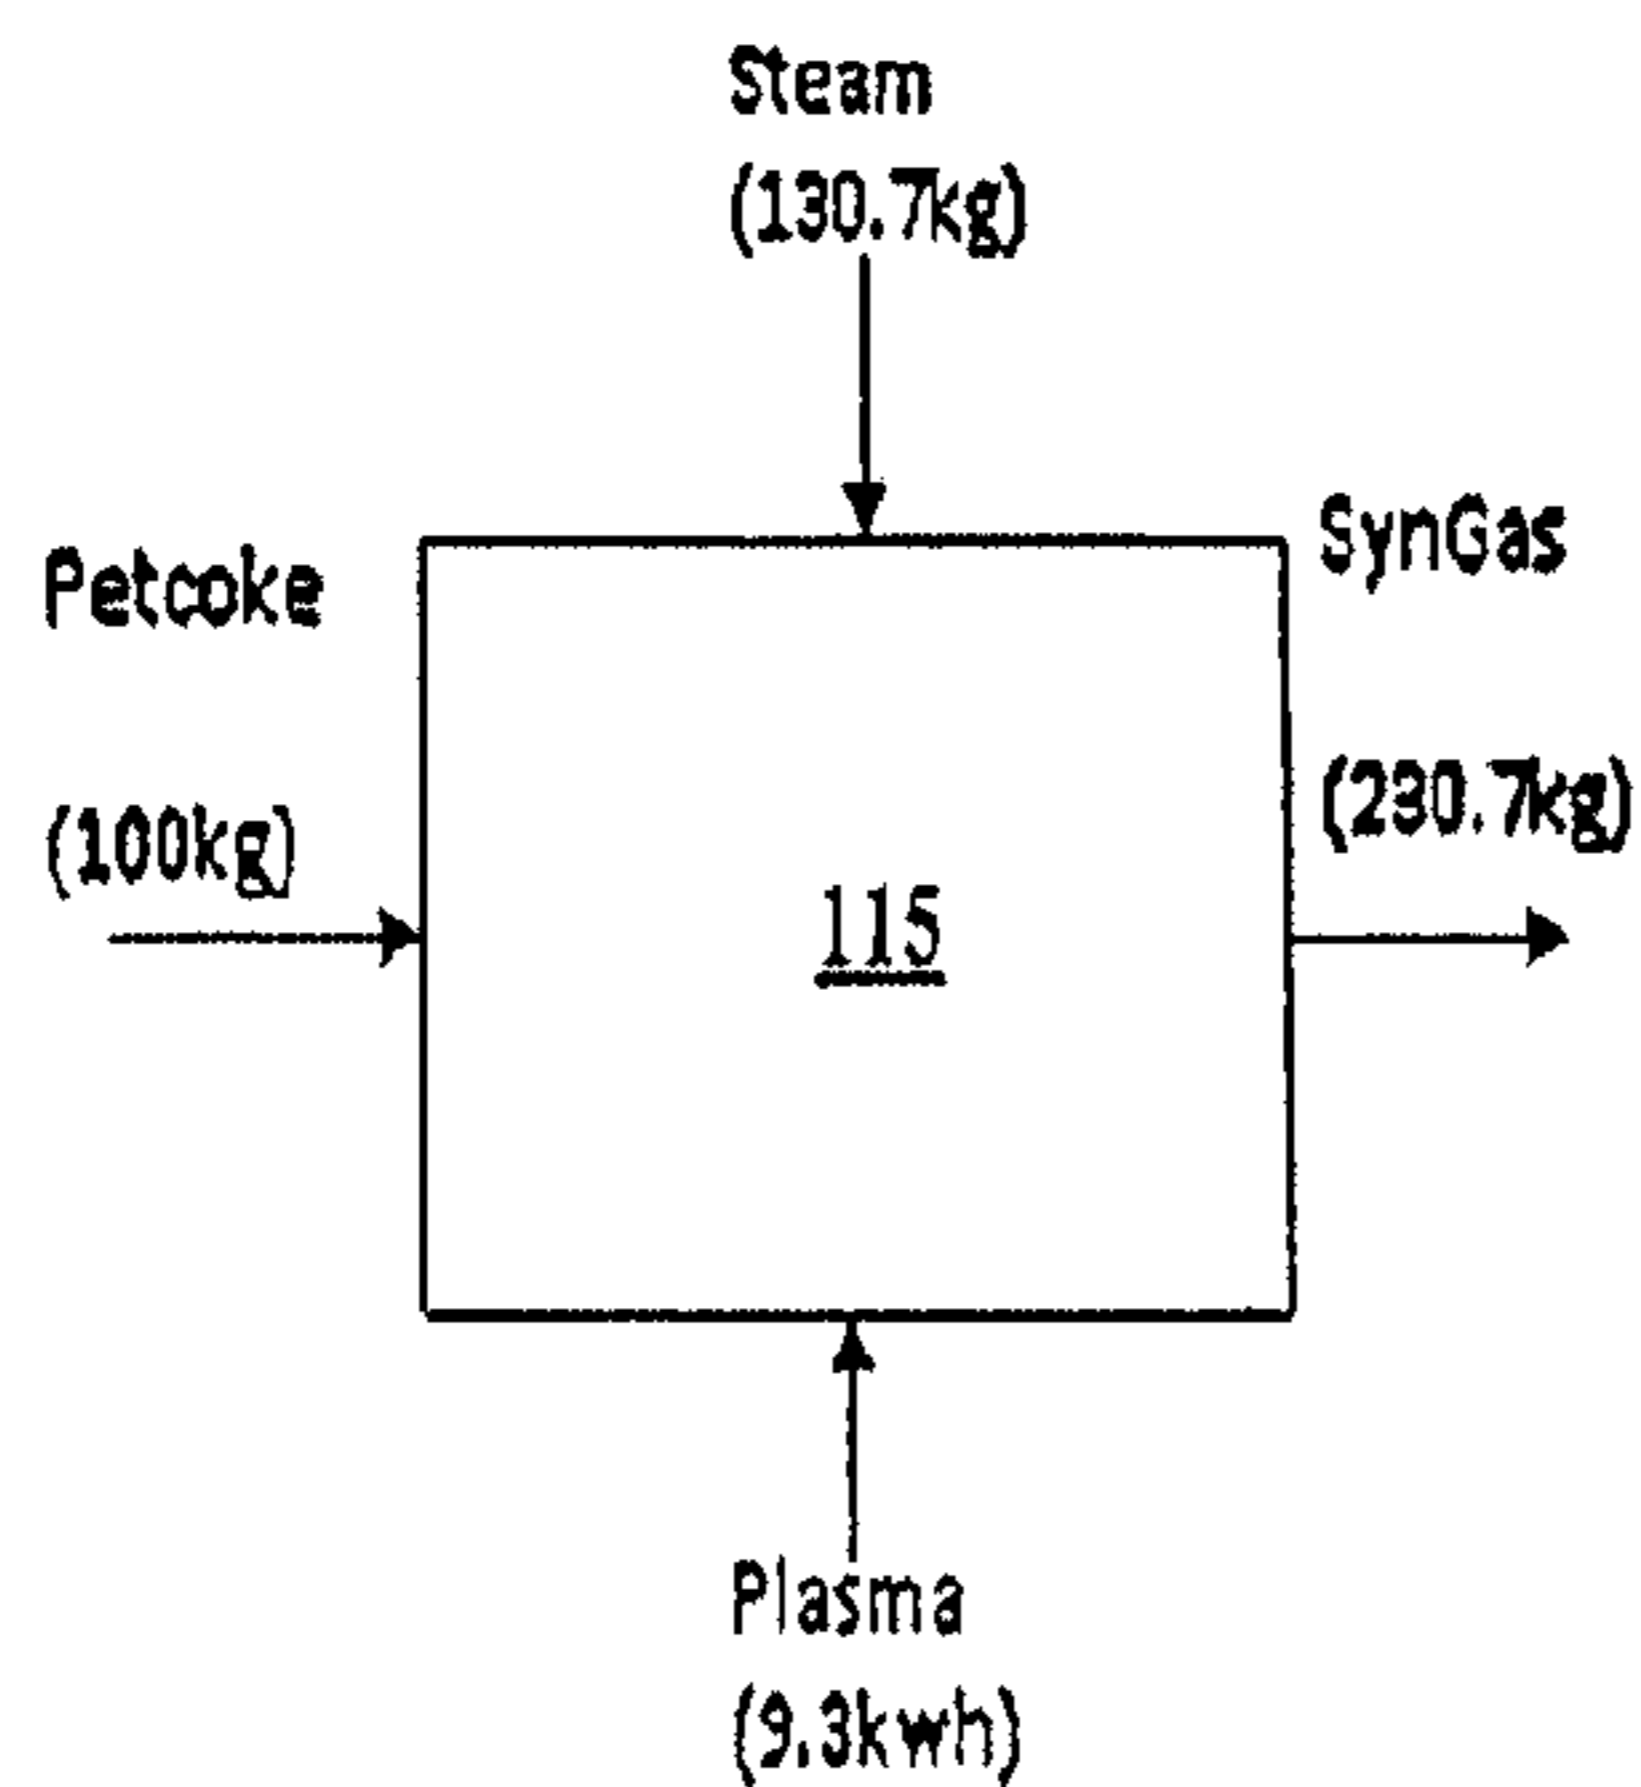 Steam
(130.7kg)
SynGas
Petcoke
(230.7kg)
(100kg)
115
Plasma
(9.3kwh)